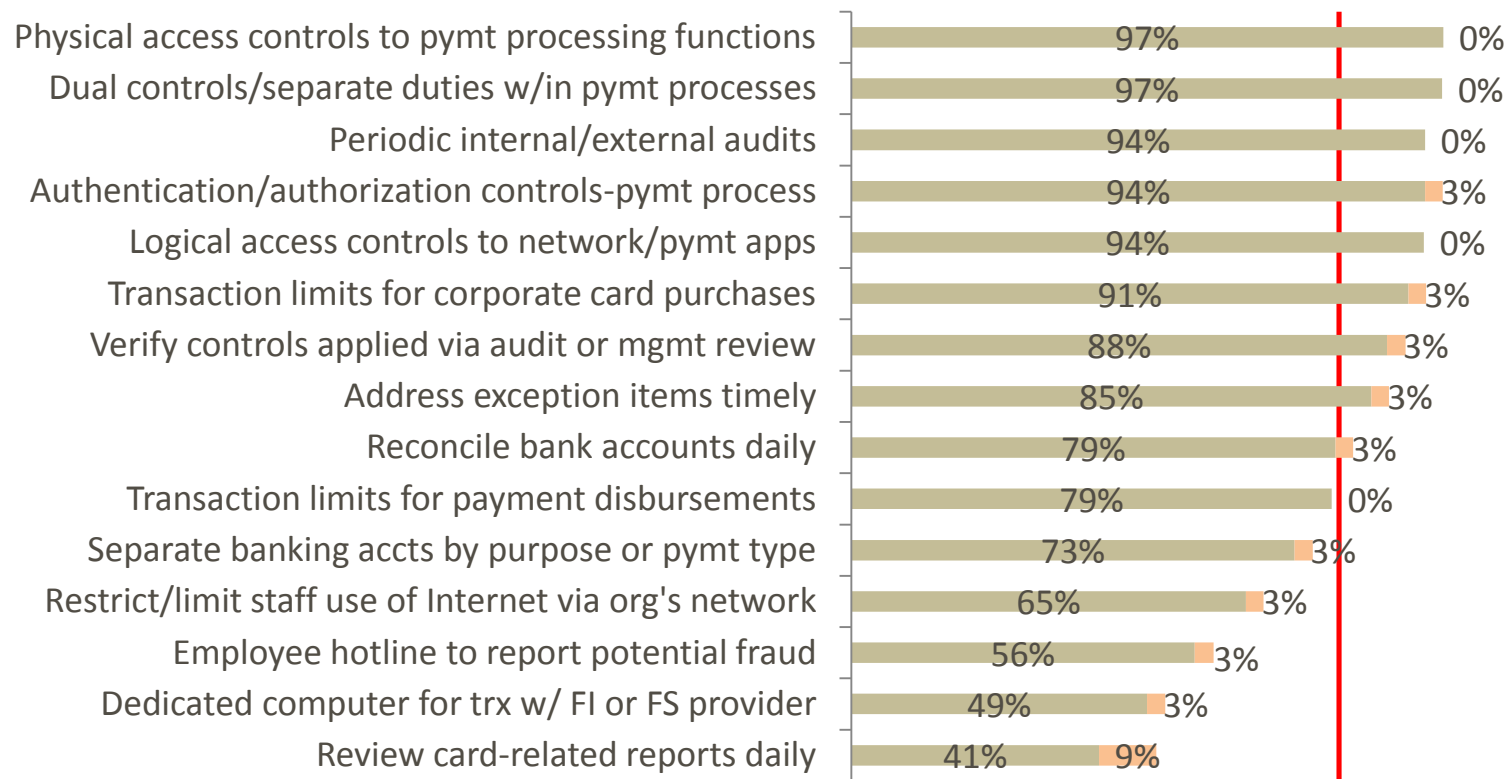 Physical access controls to pymt processing functions 97% 0%
Dual controls/separate duties w/in pymt processes 97% 0%
Periodic internal/external audits 94% 0%
Authentication/authorization controls-pymt process 94% 3%
Logical access controls to network/pymt apps 94% 0%
Transaction limits for corporate card purchases 91% 3%
Verify controls applied via audit or mgmt review 88% 3%
Address exception items timely 85% 3%
Reconcile bank accounts daily 79% 3%
Transaction limits for payment disbursements 79% 0%
Separate banking accts by purpose or pymt type 73% 3%
Restrict/limit staff use of Internet via org's network 65% 3%
Employee hotline to report potential fraud 56% 3%
Dedicated computer for trx w/ FI or FS provider 49% 3%
Review card-related reports daily 41% 9%